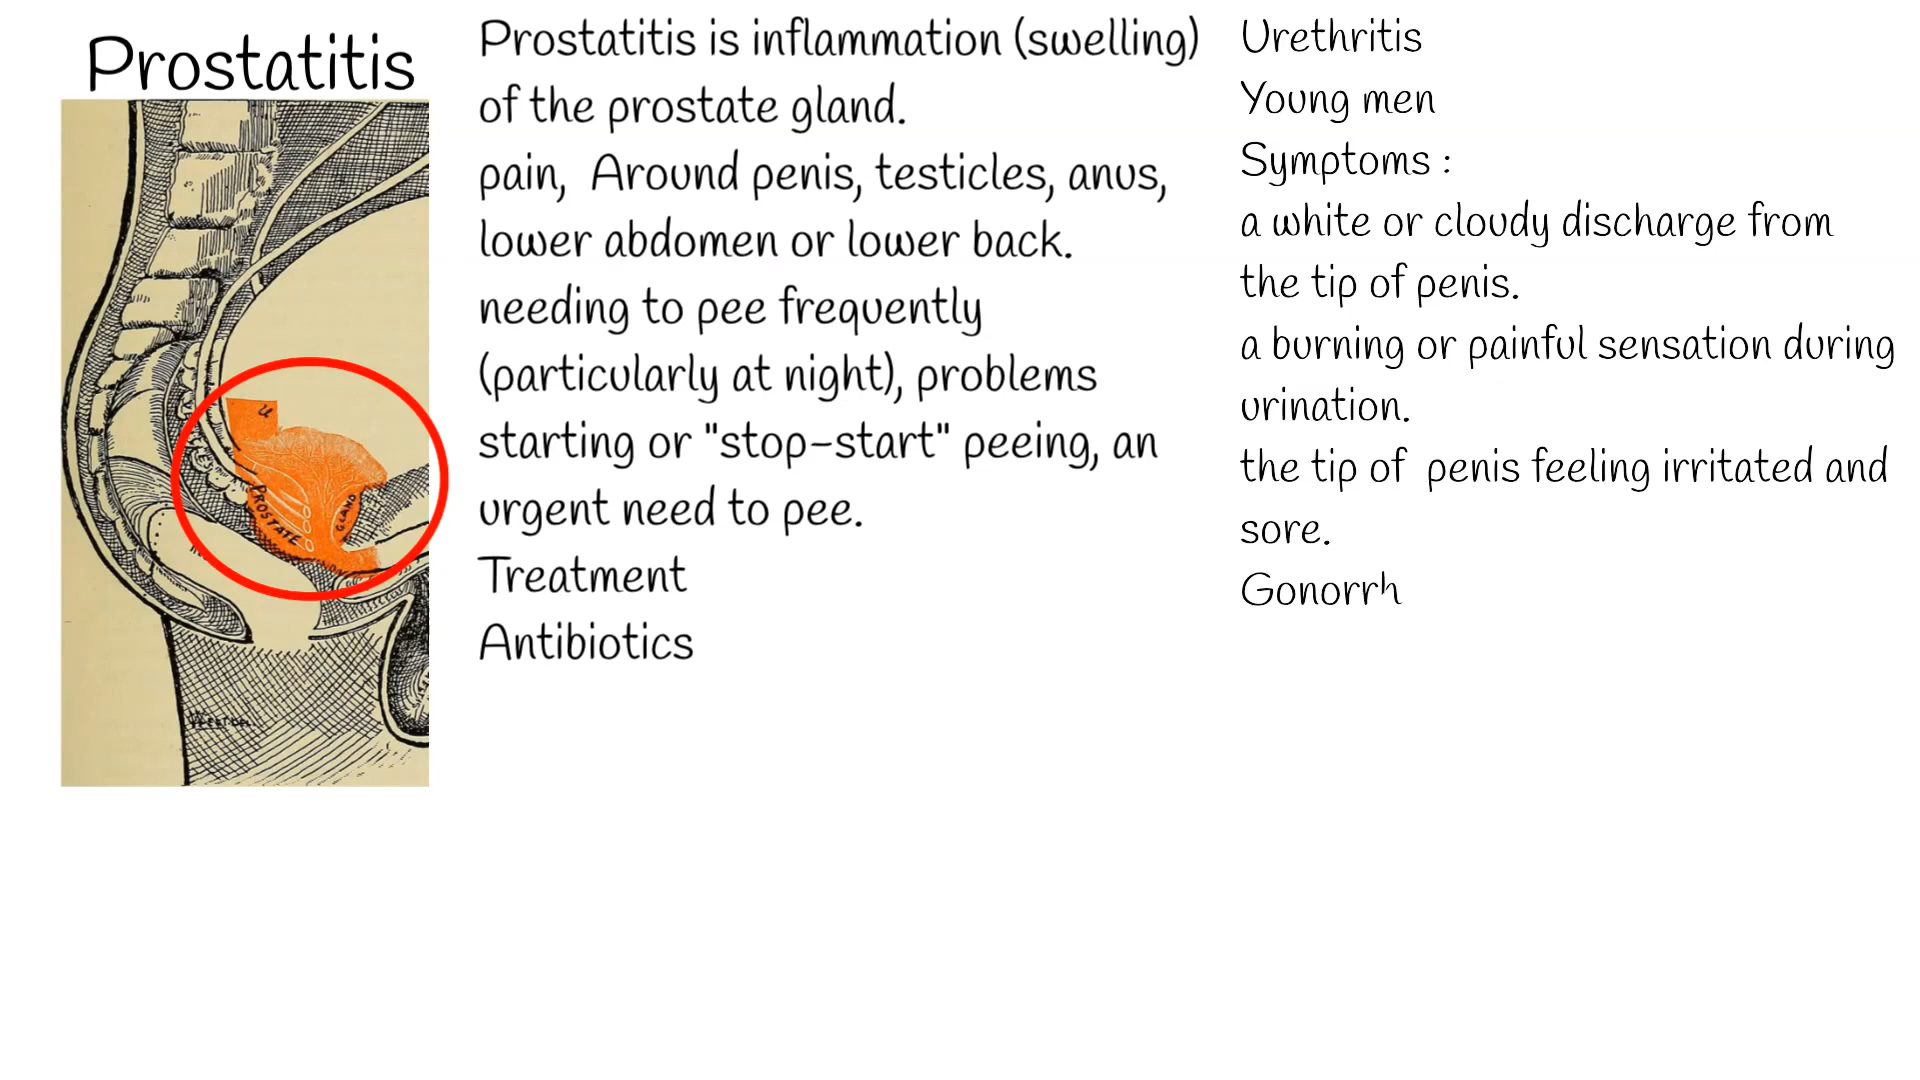 Prostatitis
U
PROSTATE
GLAND
Prostatitis is inflammation (swelling)
of the prostate gland.
pain,  Around penis, testicles, anus,
lower abdomen or lower back.
needing to pee frequently
(particularly at night), problems
starting or "stop-start" peeing, an
urgent need to pee.
Treatment
Antibiotics
Urethritis
Young men
Symptoms :
a white or cloudy discharge from
the tip of penis.
a burning or painful sensation during
urination.
the tip of  penis feeling irritated and
sore.
Gonorrh